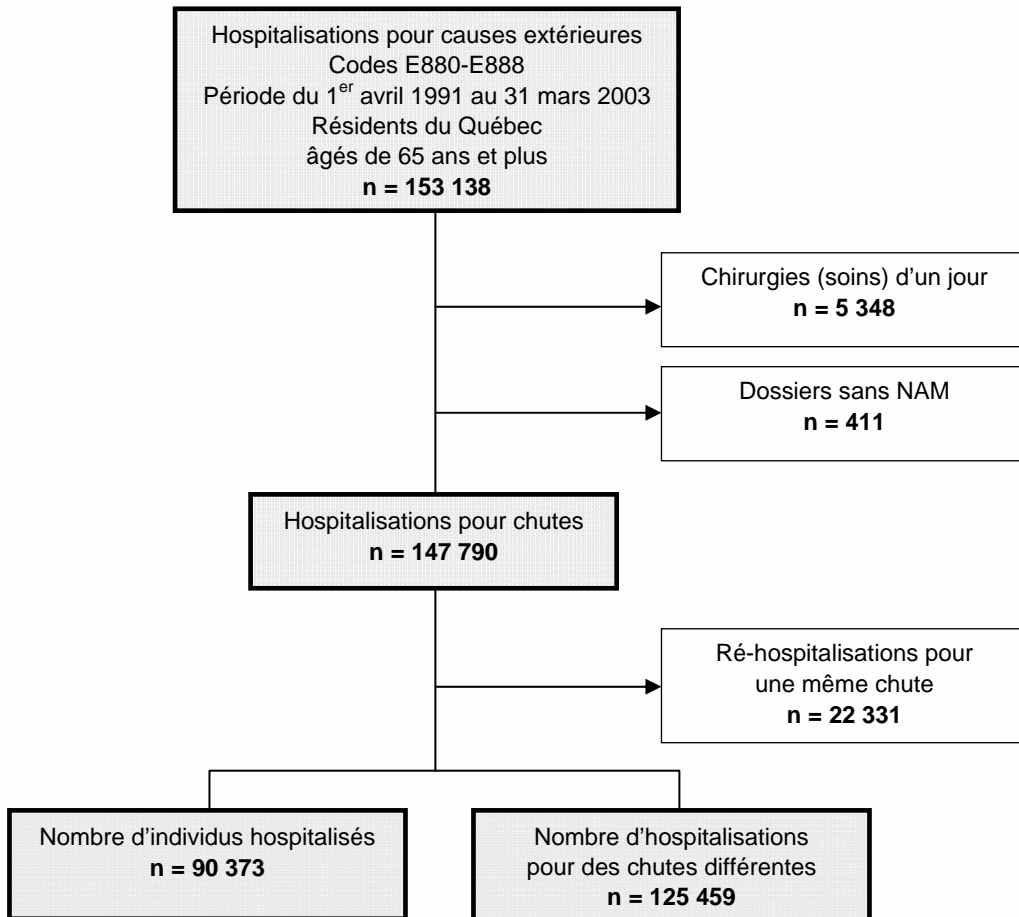 Hospitalisations pour causes extérieures
Codes E880-E888
Période du 1er avril 1991 au 31 mars 2003
Résidents du Québec
âgés de 65 ans et plus
n = 153 138
Chirurgies (soins) d'un jour
n = 5 348
Dossiers sans NAM
n = 411
Hospitalisations pour chutes
n = 147 790
Ré-hospitalisations pour
une même chute
n = 22 331
Nombre d'individus hospitalisés
n = 90 373
Nombre d'hospitalisations
pour des chutes différentes
n = 125 459